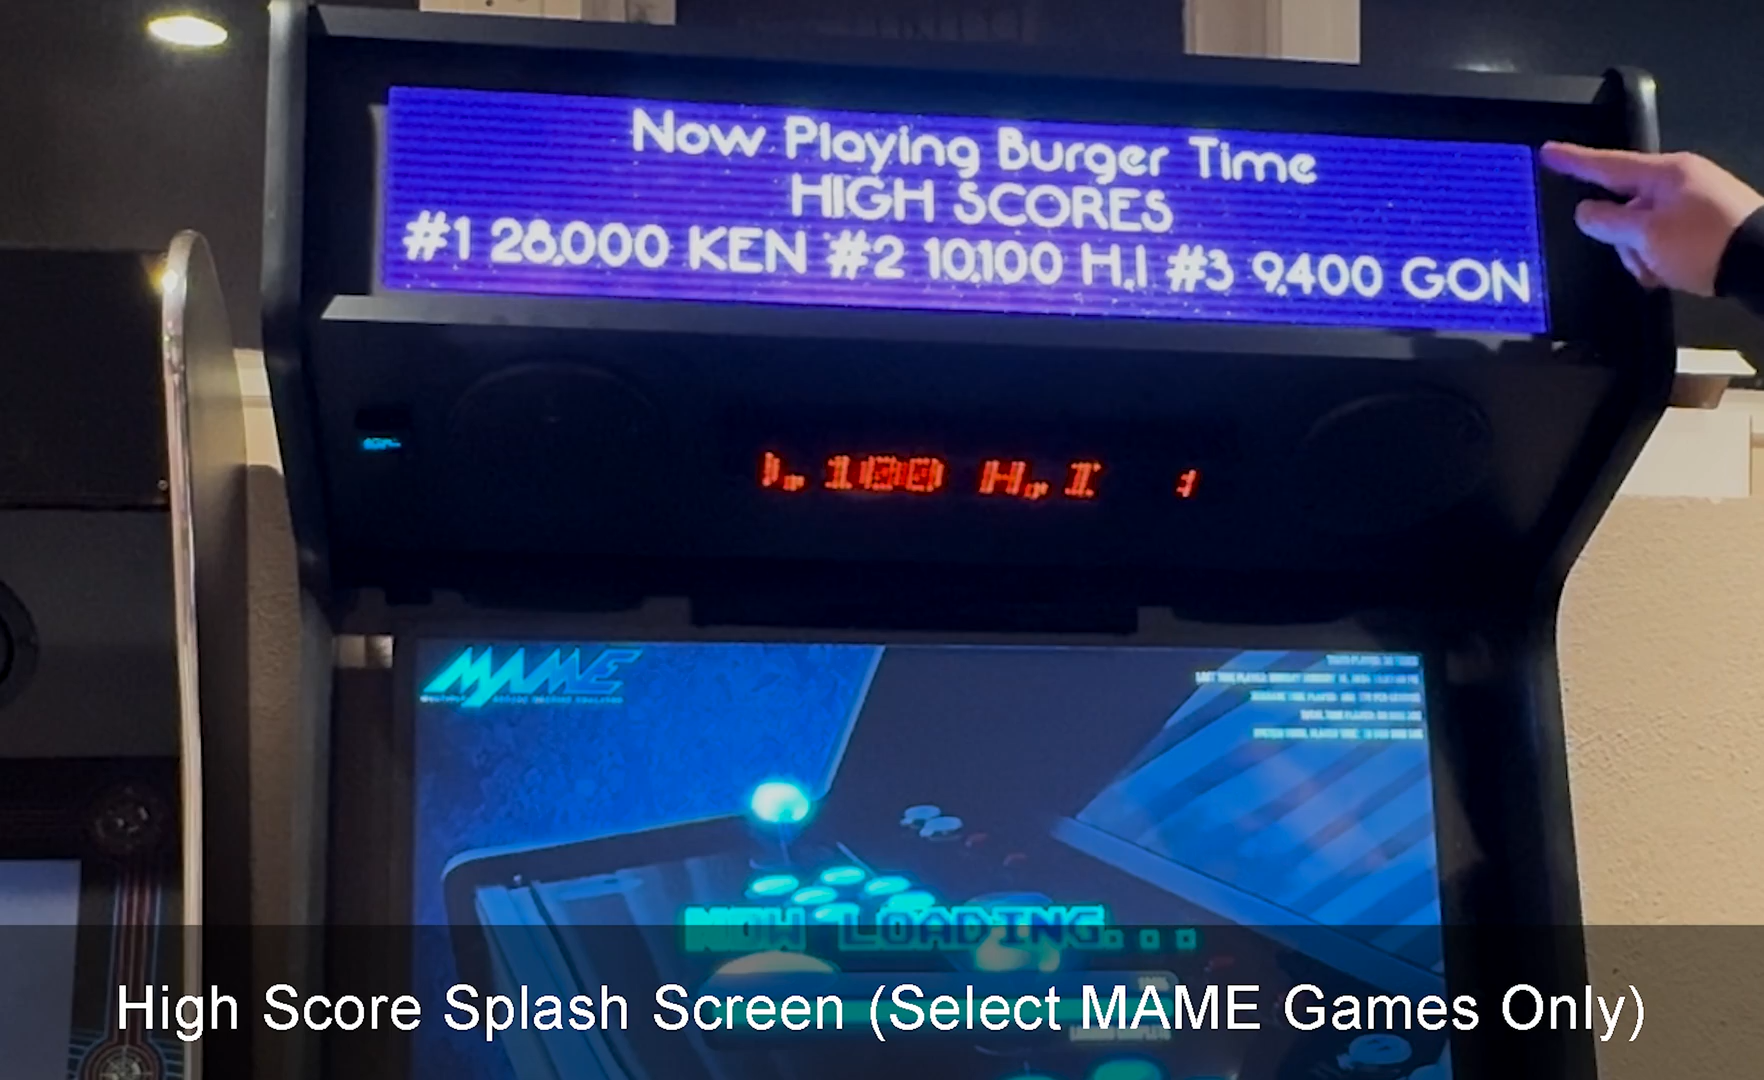 Now Playing Burger Time
HIGH SCORES
#1 28,000 KEN #2 10,100 H,I #3 9,400 GON
.100 H.I
MAME
NOW LOADING...
High Score Splash Screen (Select MAME Games Only)